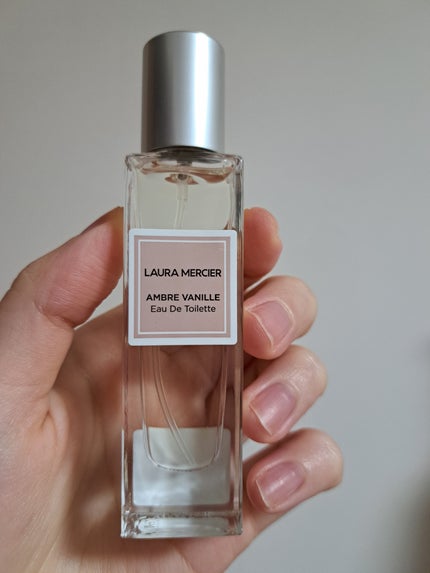 LAURA MERCIER
AMBRE VANILLE
Eau De Toilette